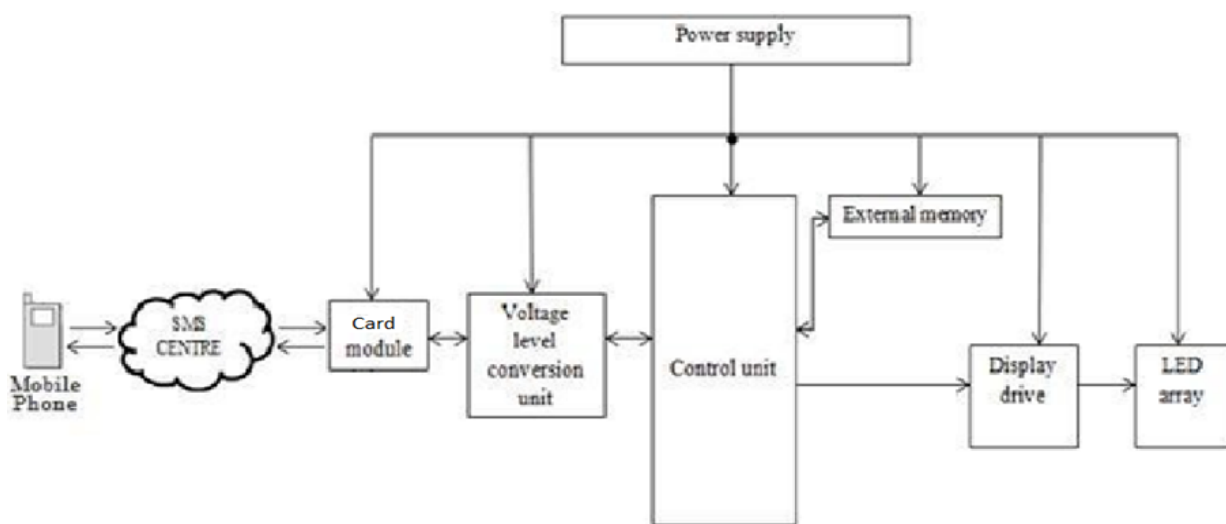 Power supply
External memory
SMS
CENTRE
Card
module
Voltage
level
conversion
unit
Control unit
Display
drive
LED
array
Mobile
Phone